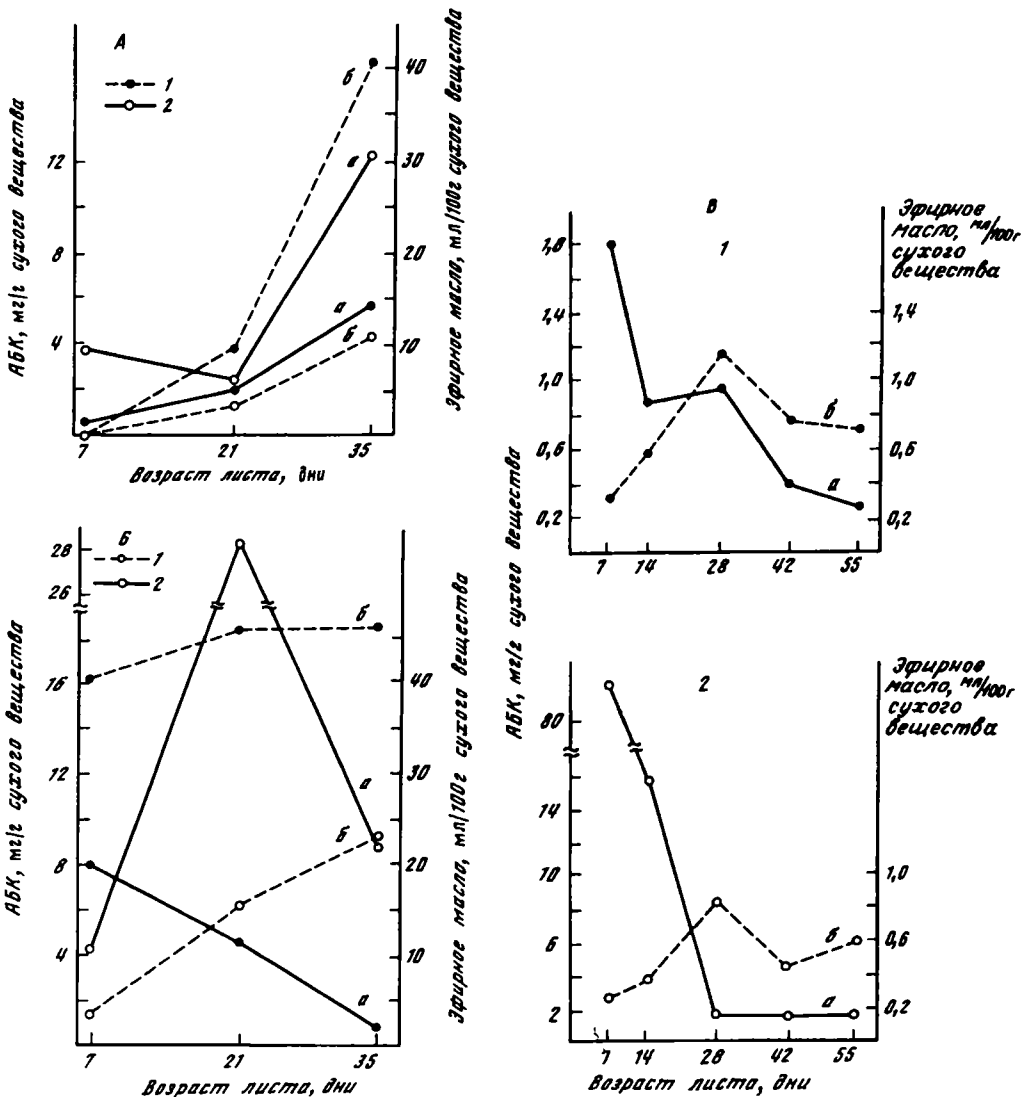 А
1
2
АБК, мг/г сухого вещества
12
8
4
Эфирное масло, мл/100г сухого вещества
40
30
20
10
б
а
а
б
7
21
35
Возраст листа, дни
Б
1
2
АБК, мг/г сухого вещества
28
26
16
12
8
4
Эфирное масло, мл/100г сухого вещества
40
30
20
10
б
а
б
а
7
21
35
Возраст листа, дни
В
1
АБК, мг/г сухого вещества
1,8
1,4
1,0
0,6
0,2
Эфирное
масло, мл/100г
сухого
вещества
1,4
1,0
0,6
0,2
б
а
7
14
28
42
55
2
80
14
10
6
2
Эфирное
масло, мл/100г
сухого
вещества
1,0
0,6
0,2
б
а
7
14
28
42
55
Возраст листа, дни